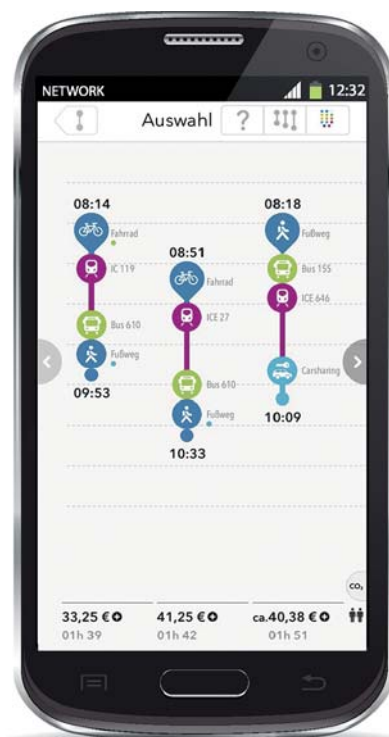 NETWORK 12:32
Auswahl ?
08:14
Fahrrad
IC 119
Bus 610
Fußweg
09:53
08:51
Fahrrad
ICE 27
Bus 610
Fußweg
10:33
08:18
Fußweg
Bus 155
ICE 646
Carsharing
10:09
CO₂
33,25 € 41,25 € ca.40,38 €
01h 39 01h 42 01h 51